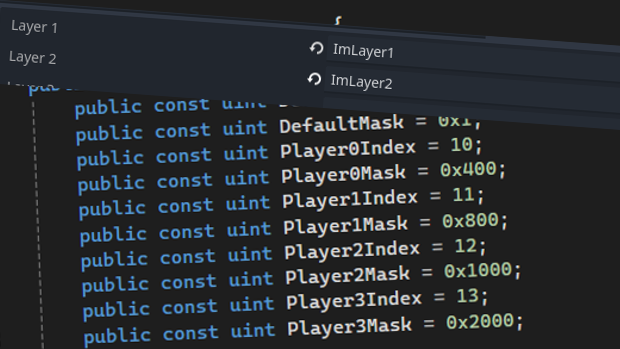 {
Layer 1 ImLayer1
Layer 2 ImLayer2
public const uint
public const uint DefaultMask = 0x1;
public const uint Player0Index = 10;
public const uint Player0Mask = 0x400;
public const uint Player1Index = 11;
public const uint Player1Mask = 0x800;
public const uint Player2Index = 12;
public const uint Player2Mask = 0x1000;
public const uint Player3Index = 13;
public const uint Player3Mask = 0x2000;